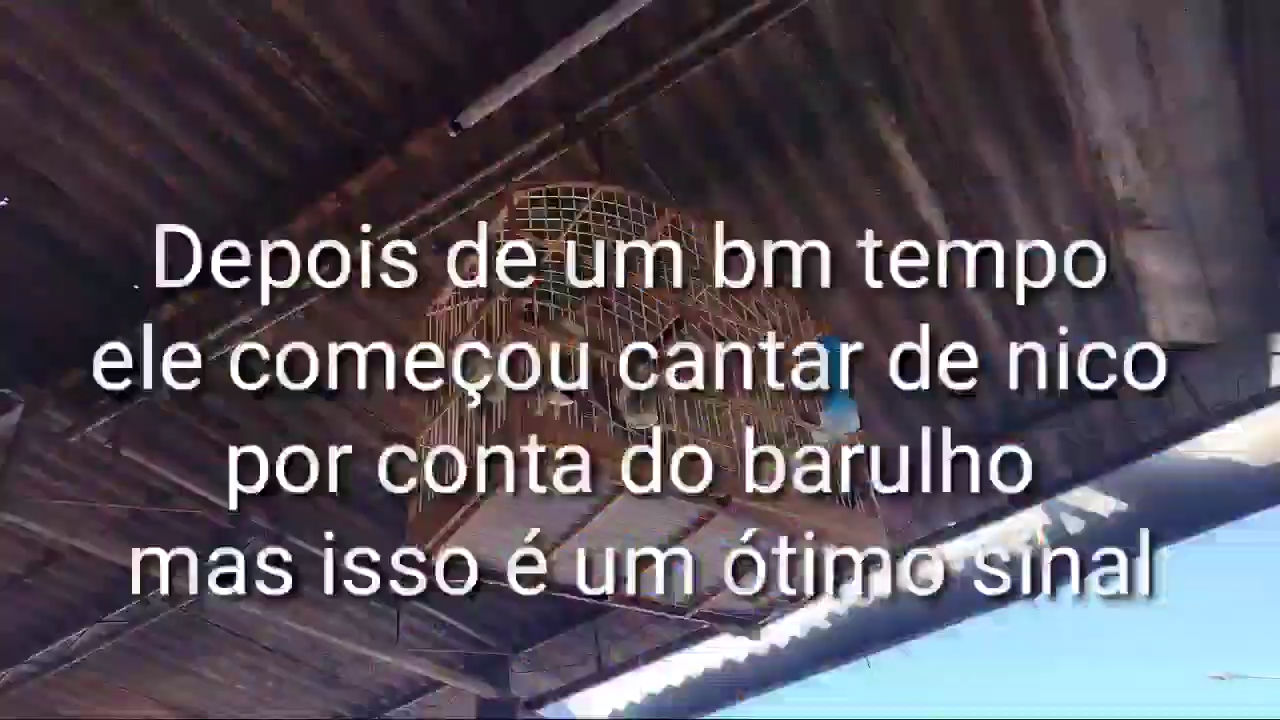 Depois de um bm tempo
ele começou cantar de nico
por conta do barulho
mas isso é um ótimo sinal